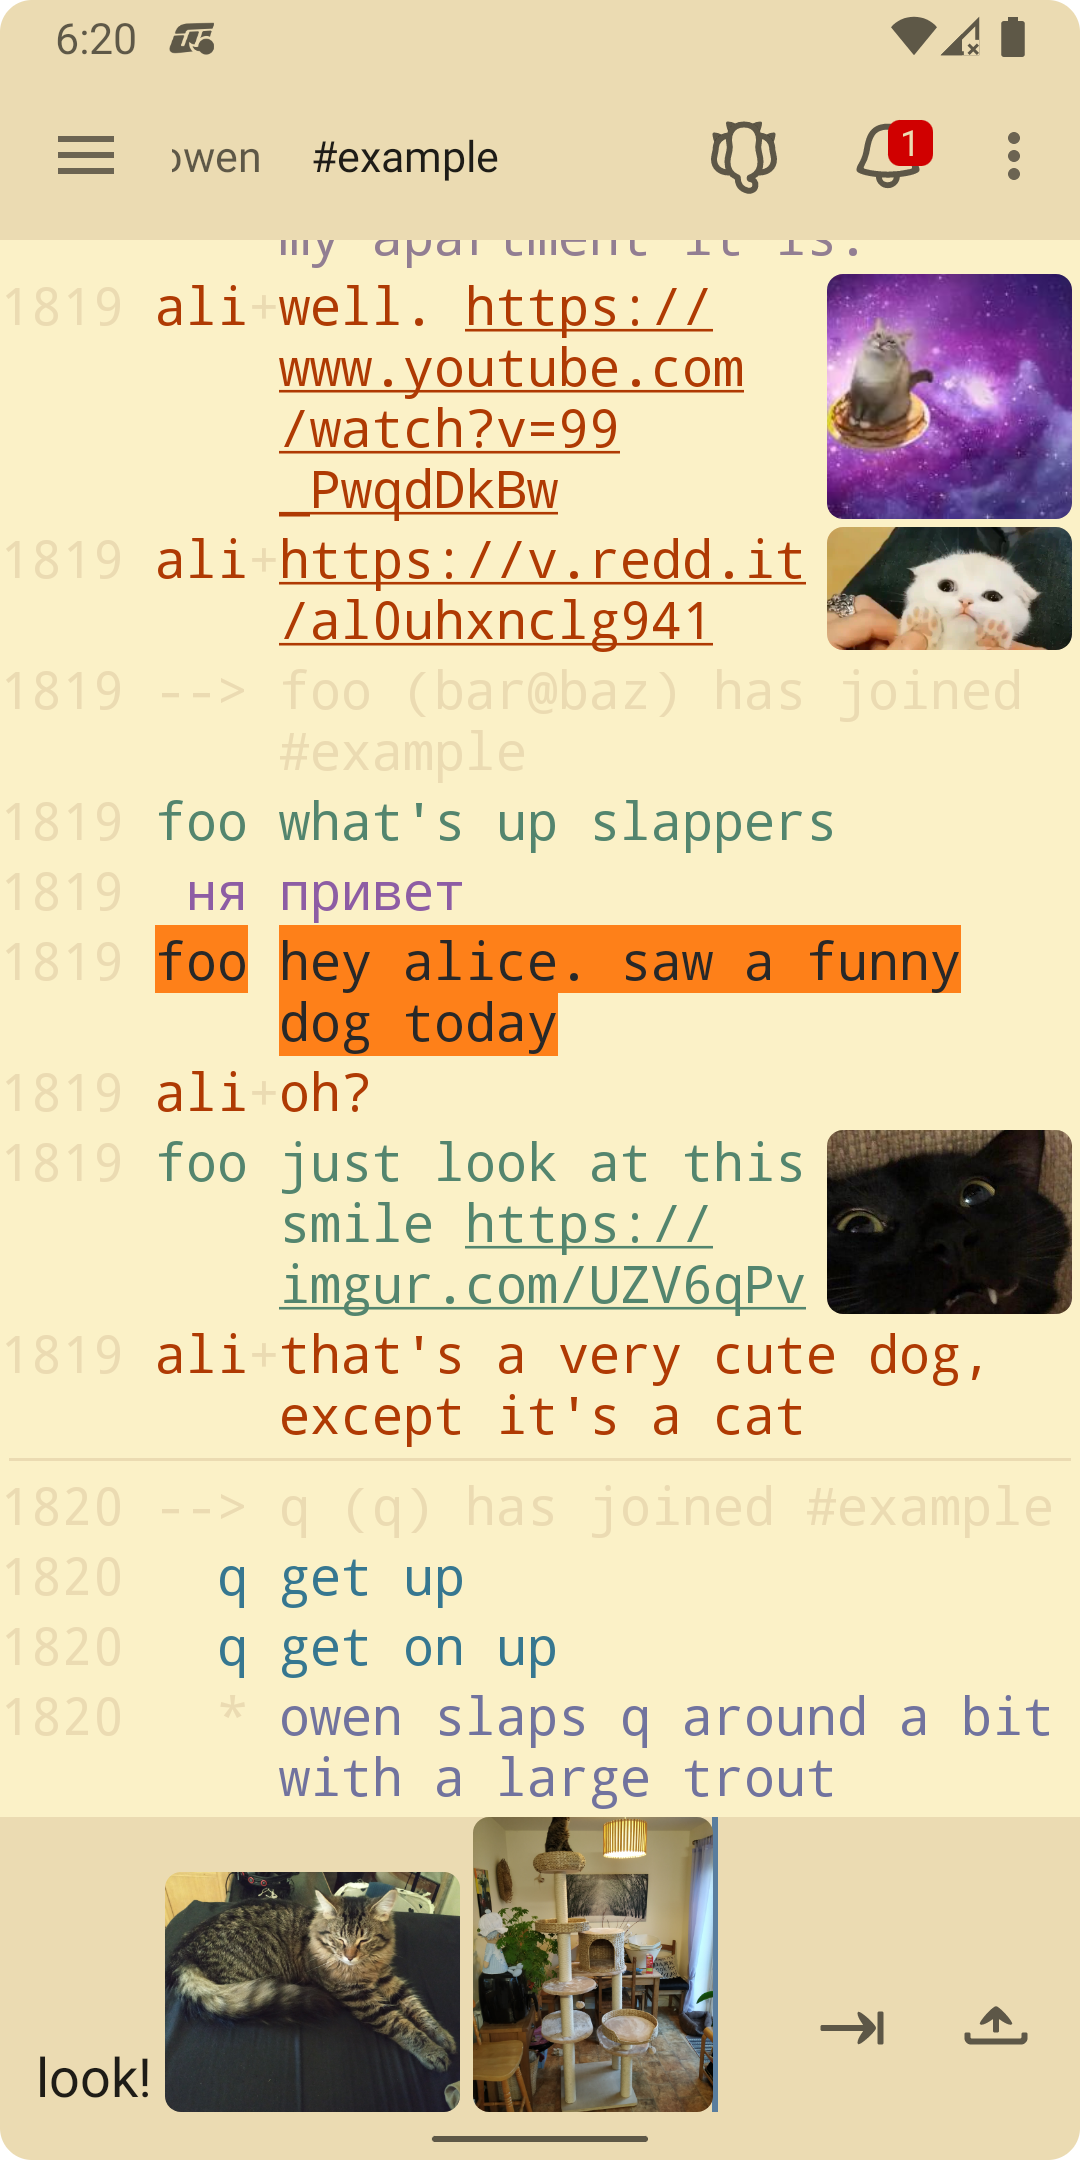 6:20
owen #example 1
my apartment it is.
1819 ali+well. https://
www.youtube.com
/watch?v=99
_PwqdDkBw
1819 ali+https://v.redd.it
/al0uhxnclg941
1819 --> foo (bar@baz) has joined
#example
1819 foo what's up slappers
1819 ня привет
1819 foo hey alice. saw a funny
dog today
1819 ali+oh?
1819 foo just look at this
smile https://
imgur.com/UZV6qPv
1819 ali+that's a very cute dog,
except it's a cat
1820 --> q (q) has joined #example
1820 q get up
1820 q get on up
1820 * owen slaps q around a bit
with a large trout
look!